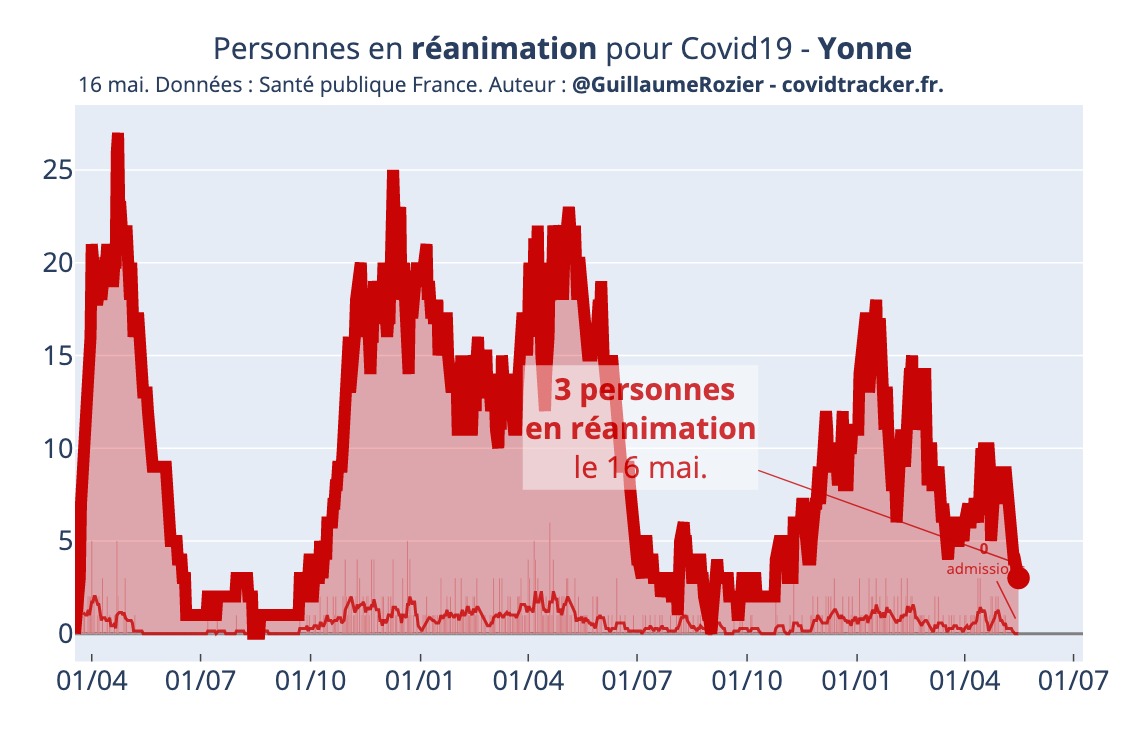 Personnes en réanimation pour Covid19 - Yonne
16 mai. Données : Santé publique France. Auteur : @GuillaumeRozier - covidtracker.fr.
25
20
15
10
5
0
3 personnes
en réanimation
le 16 mai.
0
admissio
01/04 01/07 01/10 01/01 01/04 01/07 01/10 01/01 01/04 01/07